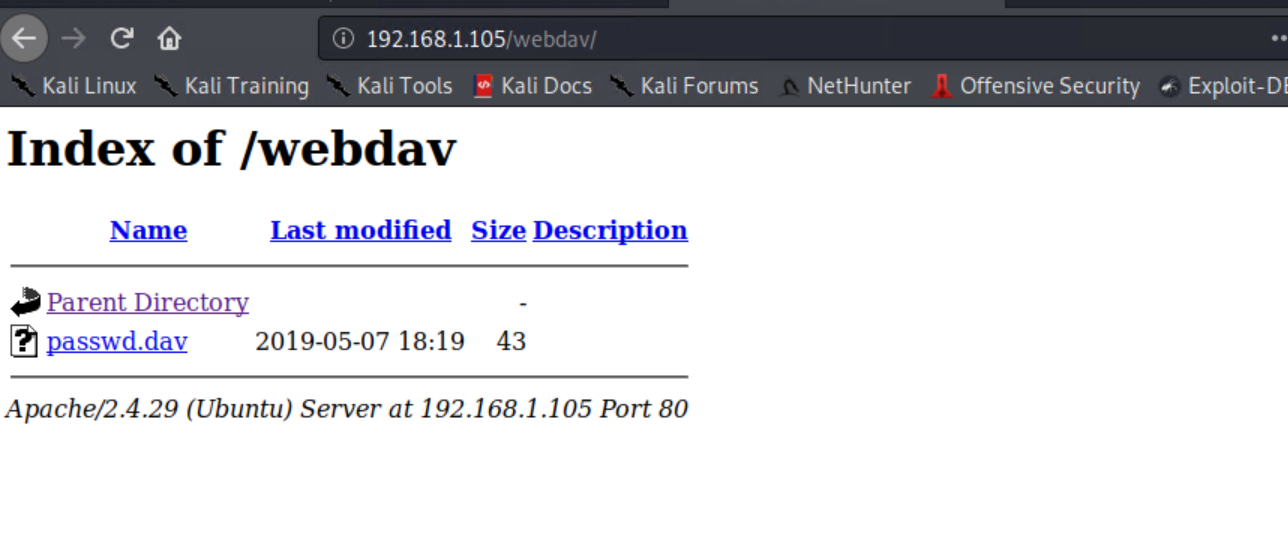 192.168.1.105/webdav/
Kali Linux Kali Training Kali Tools Kali Docs Kali Forums NetHunter Offensive Security
Index of /webdav
Name Last modified Size Description
Parent Directory -
passwd.dav 2019-05-07 18:19 43
Apache/2.4.29 (Ubuntu) Server at 192.168.1.105 Port 80